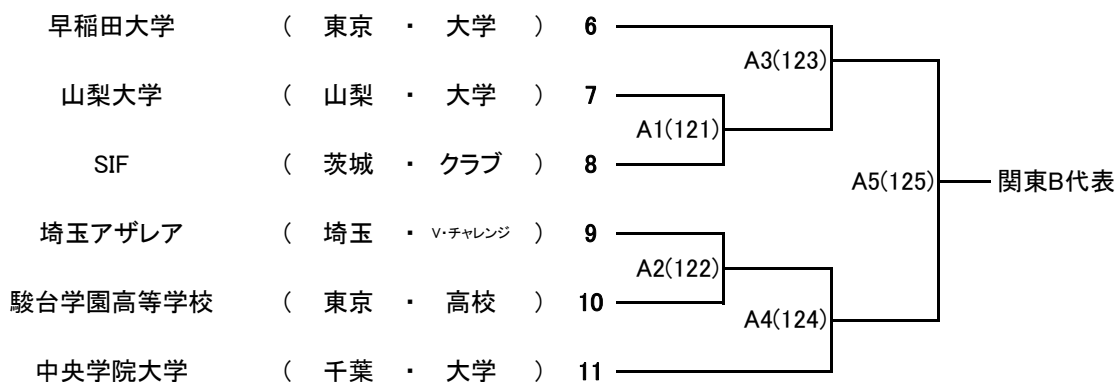 早稲田大学 ( 東京 ・ 大学 ) 6
A3(123)
山梨大学 ( 山梨 ・ 大学 ) 7
A1(121)
SIF ( 茨城 ・ クラブ ) 8
A5(125) 関東B代表
埼玉アザレア ( 埼玉 ・ V・チャレンジ ) 9
A2(122)
駿台学園高等学校 ( 東京 ・ 高校 ) 10
A4(124)
中央学院大学 ( 千葉 ・ 大学 ) 11